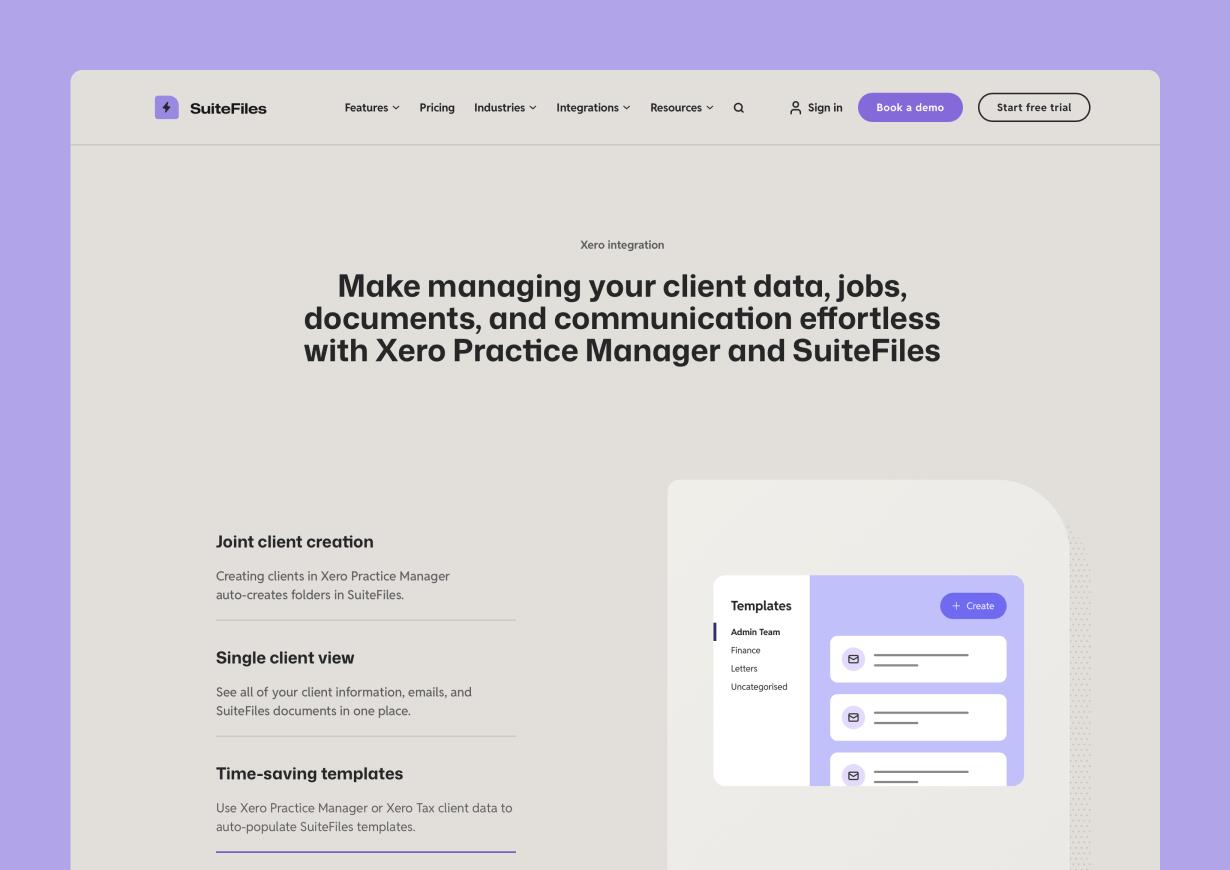 SuiteFiles
Features
Pricing
Industries
Integrations
Resources
Sign in
Book a demo
Start free trial
Xero integration
Make managing your client data, jobs,
documents, and communication effortless
with Xero Practice Manager and SuiteFiles
Joint client creation
Creating clients in Xero Practice Manager
auto-creates folders in SuiteFiles.
Single client view
See all of your client information, emails, and
SuiteFiles documents in one place.
Time-saving templates
Use Xero Practice Manager or Xero Tax client data to
auto-populate SuiteFiles templates.
Templates
Admin Team
Finance
Letters
Uncategorised
+ Create